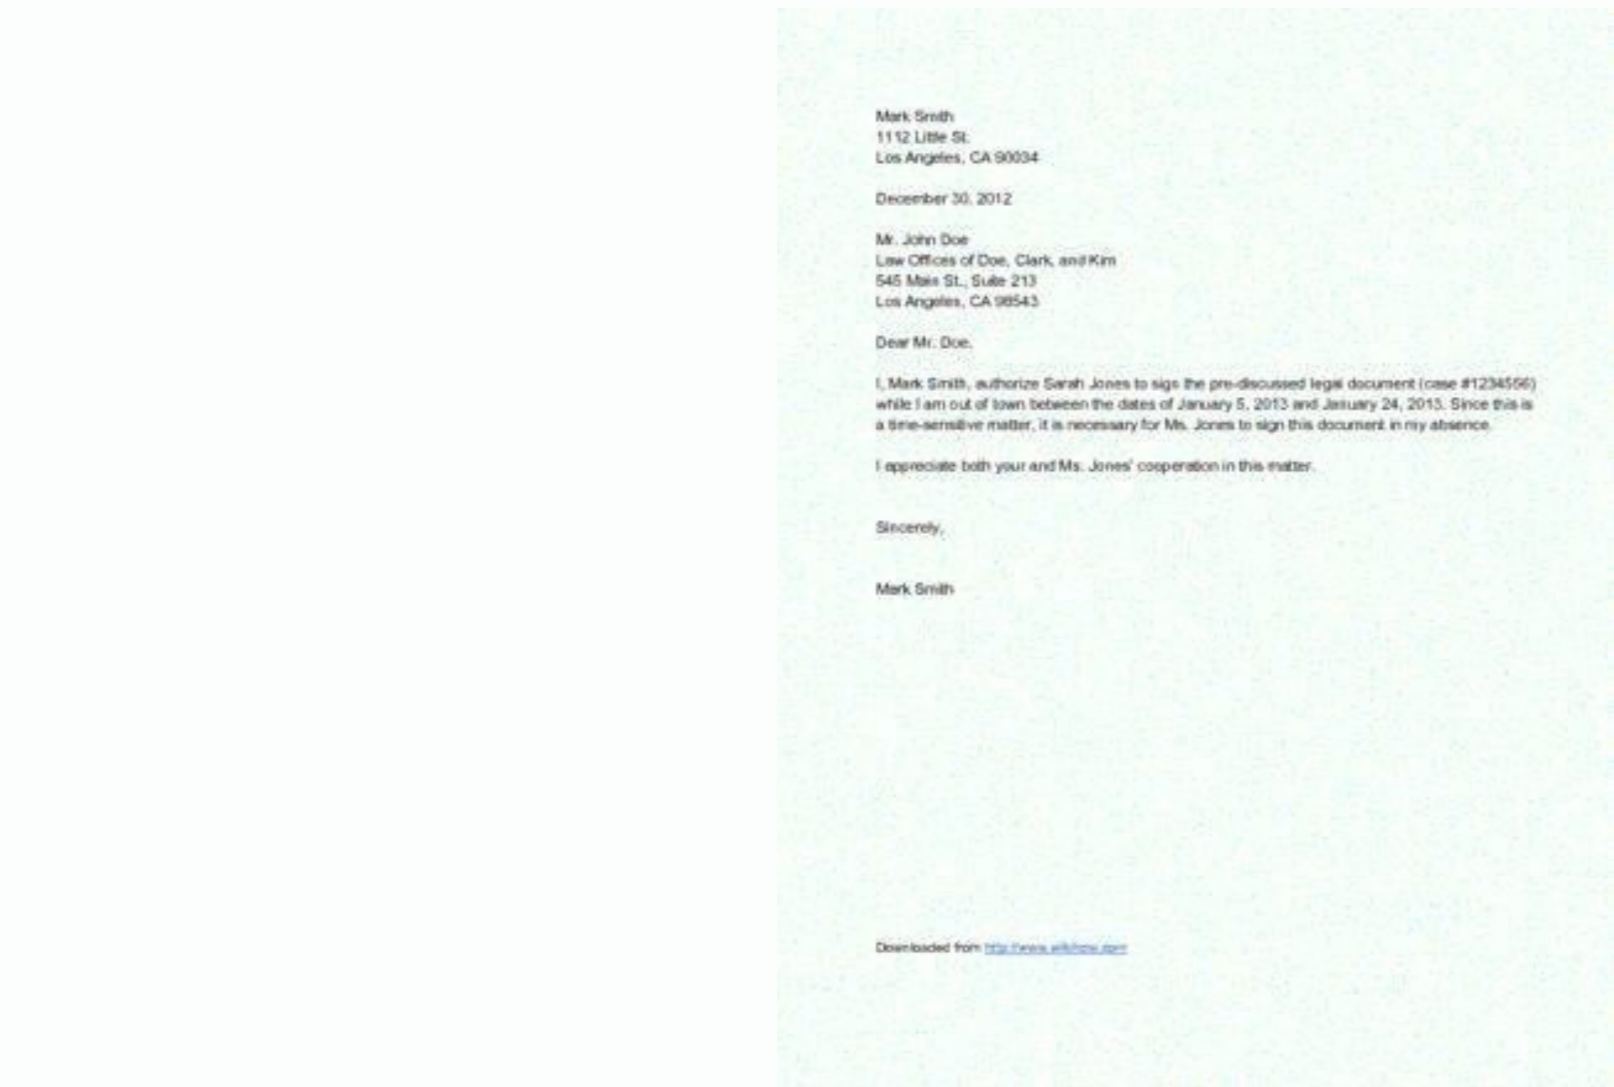 Mark Smith
1112 Little St.
Los Angeles, CA 90034
December 30, 2012
Mr. John Doe
Law Offices of Doe, Clark, and Kim
545 Main St., Suite 213
Los Angeles, CA 98543
Dear Mr. Doe,
I, Mark Smith, authorize Sarah Jones to sign the pre-discussed legal document (case #1234556)
while I am out of town between the dates of January 5, 2013 and January 24, 2013. Since this is
a time-sensitive matter, it is necessary for Ms. Jones to sign this document in my absence.
I appreciate both your and Ms. Jones' cooperation in this matter.
Sincerely,
Mark Smith
Downloaded from http://www.wikihow.com